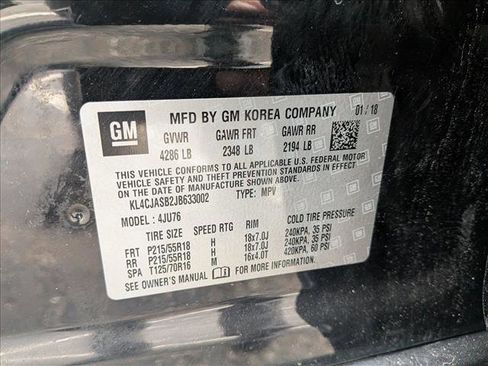 GM
MFD BY GM KOREA COMPANY 01/18
GVWR GAWR FRT GAWR RR
4286 LB 2348 LB 2194 LB
THIS VEHICLE CONFORMS TO ALL APPLICABLE U.S. FEDERAL MOTOR
VEHICLE SAFETY AND THEFT PREVENTION STANDARDS IN EFFECT ON THE
DATE OF MANUFACTURE SHOWN ABOVE.
KL4CJASB2JB633002 TYPE: MPV
MODEL : 4JU76
TIRE SIZE SPEED RTG RIM COLD TIRE PRESSURE
FRT P215/55R18 H 18x7.0J 240KPA, 35 PSI
RR P215/55R18 H 18x7.0J 240KPA, 35 PSI
SPA T125/70R16 M 16x4.0T 420KPA, 60 PSI
SEE OWNER'S MANUAL FOR MORE INFORMATION.